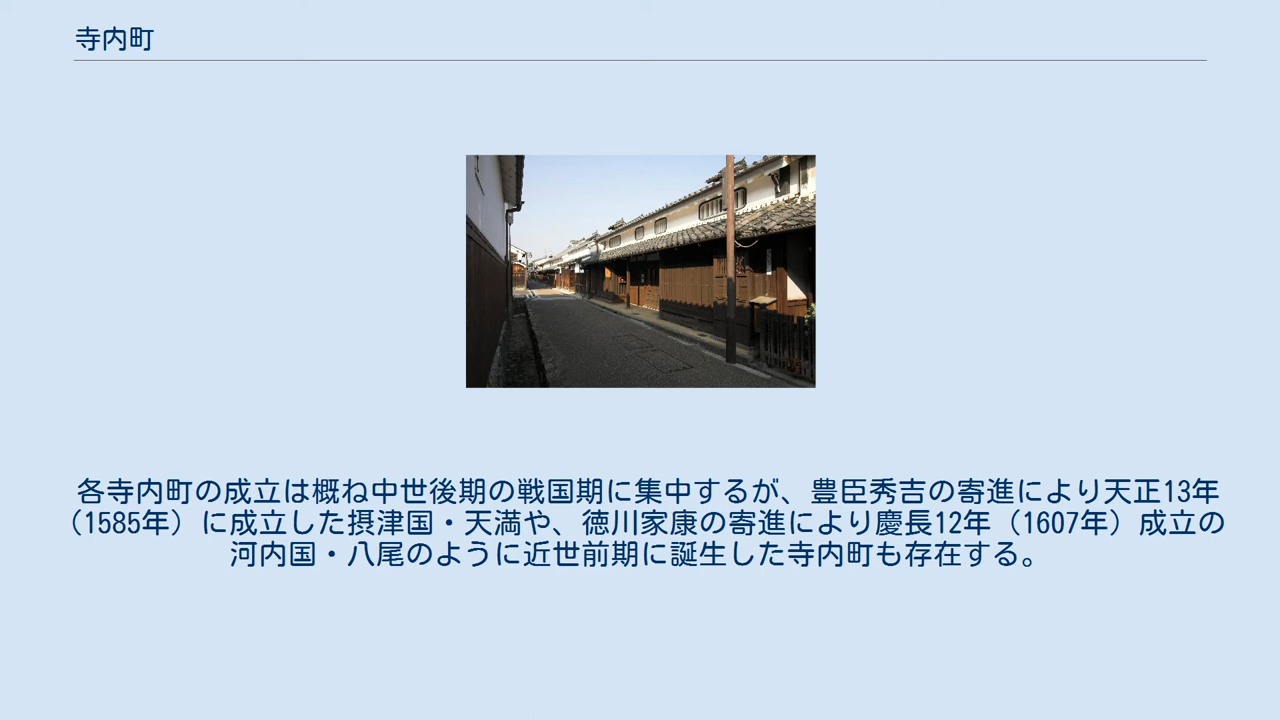 寺内町
各寺内町の成立は概ね中世後期の戦国期に集中するが、豊臣秀吉の寄進により天正13年
（1585年）に成立した摂津国・天満や、徳川家康の寄進により慶長12年（1607年）成立の
河内国・八尾のように近世前期に誕生した寺内町も存在する。